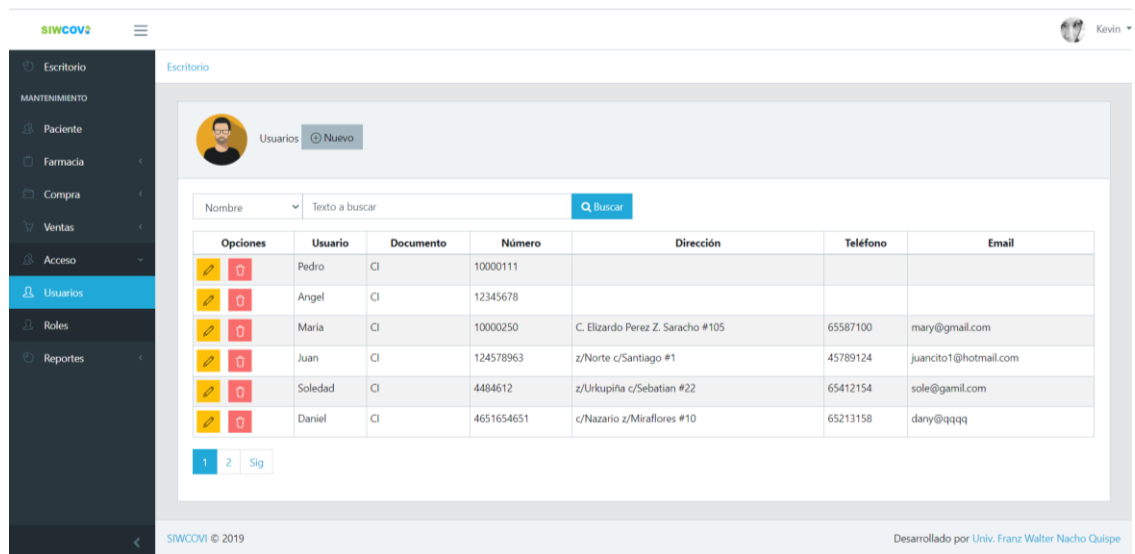 SIWCOVI
Kevin
Escritorio
MANTENIMIENTO
Paciente
Farmacia
Compra
Ventas
Acceso
Usuarios
Roles
Reportes
Escritorio
Usuarios Nuevo
Nombre Texto a buscar Buscar
Opciones Usuario Documento Número Dirección Teléfono Email
Pedro CI 10000111
Angel CI 12345678
Maria CI 10000250 C. Elizardo Perez Z. Saracho #105 65587100 mary@gmail.com
Juan CI 124578963 z/Norte c/Santiago #1 45789124 juancito1@hotmail.com
Soledad CI 4484612 z/Urkupiña c/Sebatian #22 65412154 sole@gamil.com
Daniel CI 4651654651 c/Nazario z/Miraflores #10 65213158 dany@qqqq
1 2 Sig
SIWCOVI © 2019 Desarrollado por Univ. Franz Walter Nacho Quispe